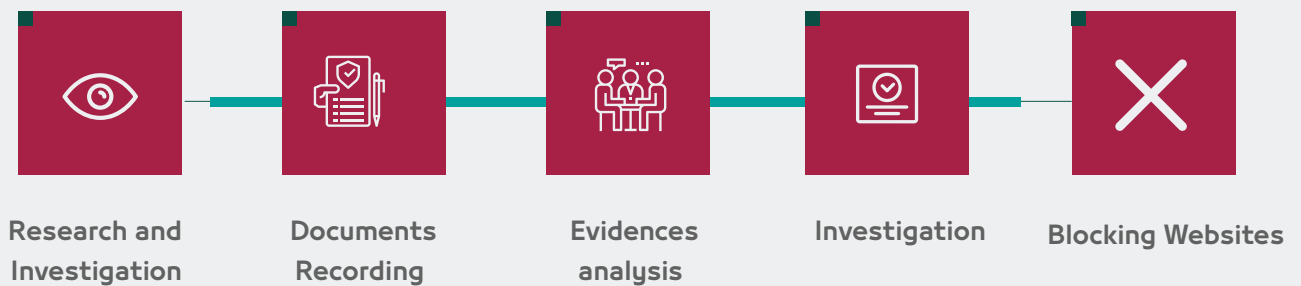 Research and
Investigation
Documents
Recording
Evidences
analysis
Investigation
Blocking Websites